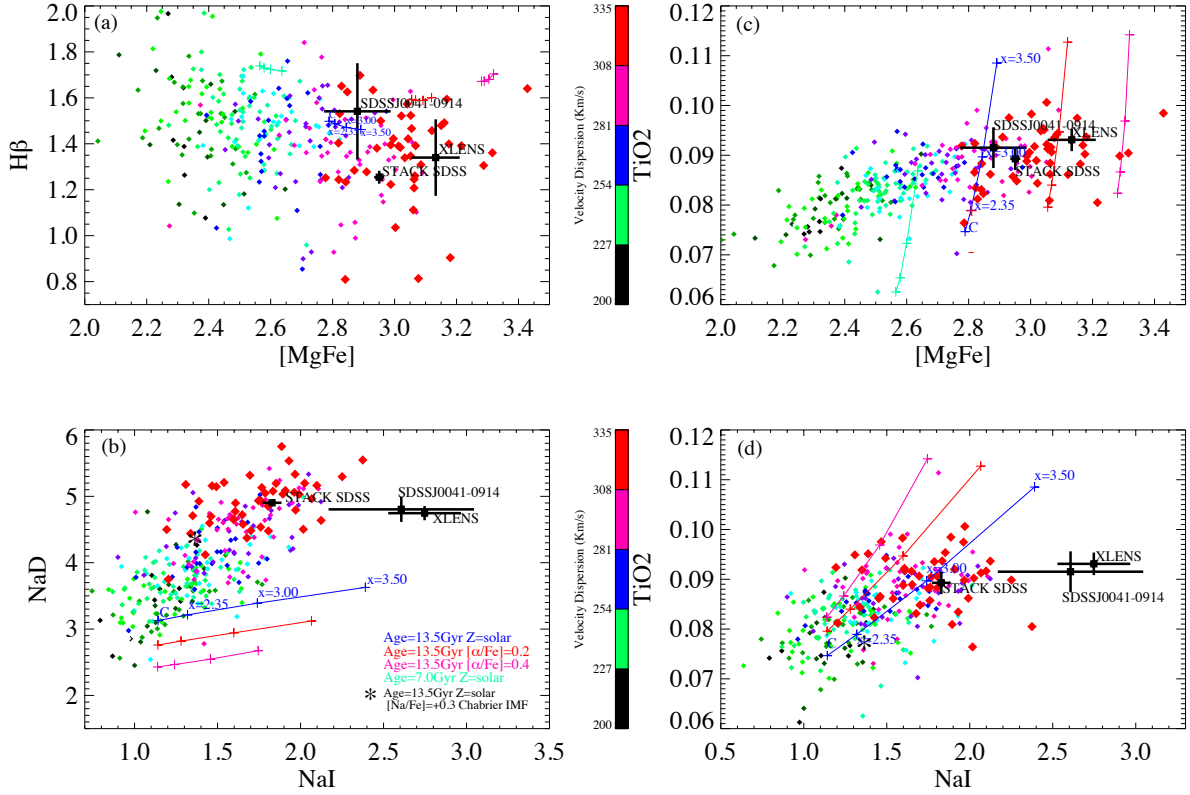 (a)
2.0
1.8
1.6
1.4
1.2
1.0
0.8
Hβ
2.0 2.2 2.4 2.6 2.8 3.0 3.2 3.4
[MgFe]
SDSSJ0041-0914
x=3.00
x=2.35
x=3.50
XLENS
STACK SDSS
335
308
281
254
227
200
Velocity Dispersion (Km/s)
(c)
0.12
0.11
0.10
0.09
0.08
0.07
0.06
TiO2
2.0 2.2 2.4 2.6 2.8 3.0 3.2 3.4
[MgFe]
x=3.50
SDSSJ0041-0914
XLENS
x=3.00
STACK SDSS
x=2.35
C
(b)
6
5
4
3
2
NaD
1.0 1.5 2.0 2.5 3.0 3.5
NaI
STACK SDSS
SDSSJ0041-0914
XLENS
x=3.50
x=3.00
x=2.35
C
Age=13.5Gyr Z=solar
Age=13.5Gyr [α/Fe]=0.2
Age=13.5Gyr [α/Fe]=0.4
Age=7.0Gyr Z=solar
* Age=13.5Gyr Z=solar
[Na/Fe]=+0.3 Chabrier IMF
335
308
281
254
227
200
Velocity Dispersion (Km/s)
(d)
0.12
0.11
0.10
0.09
0.08
0.07
0.06
TiO2
0.5 1.0 1.5 2.0 2.5 3.0
NaI
x=3.50
XLENS
x=3.00
STACK SDSS
SDSSJ0041-0914
x=2.35
C